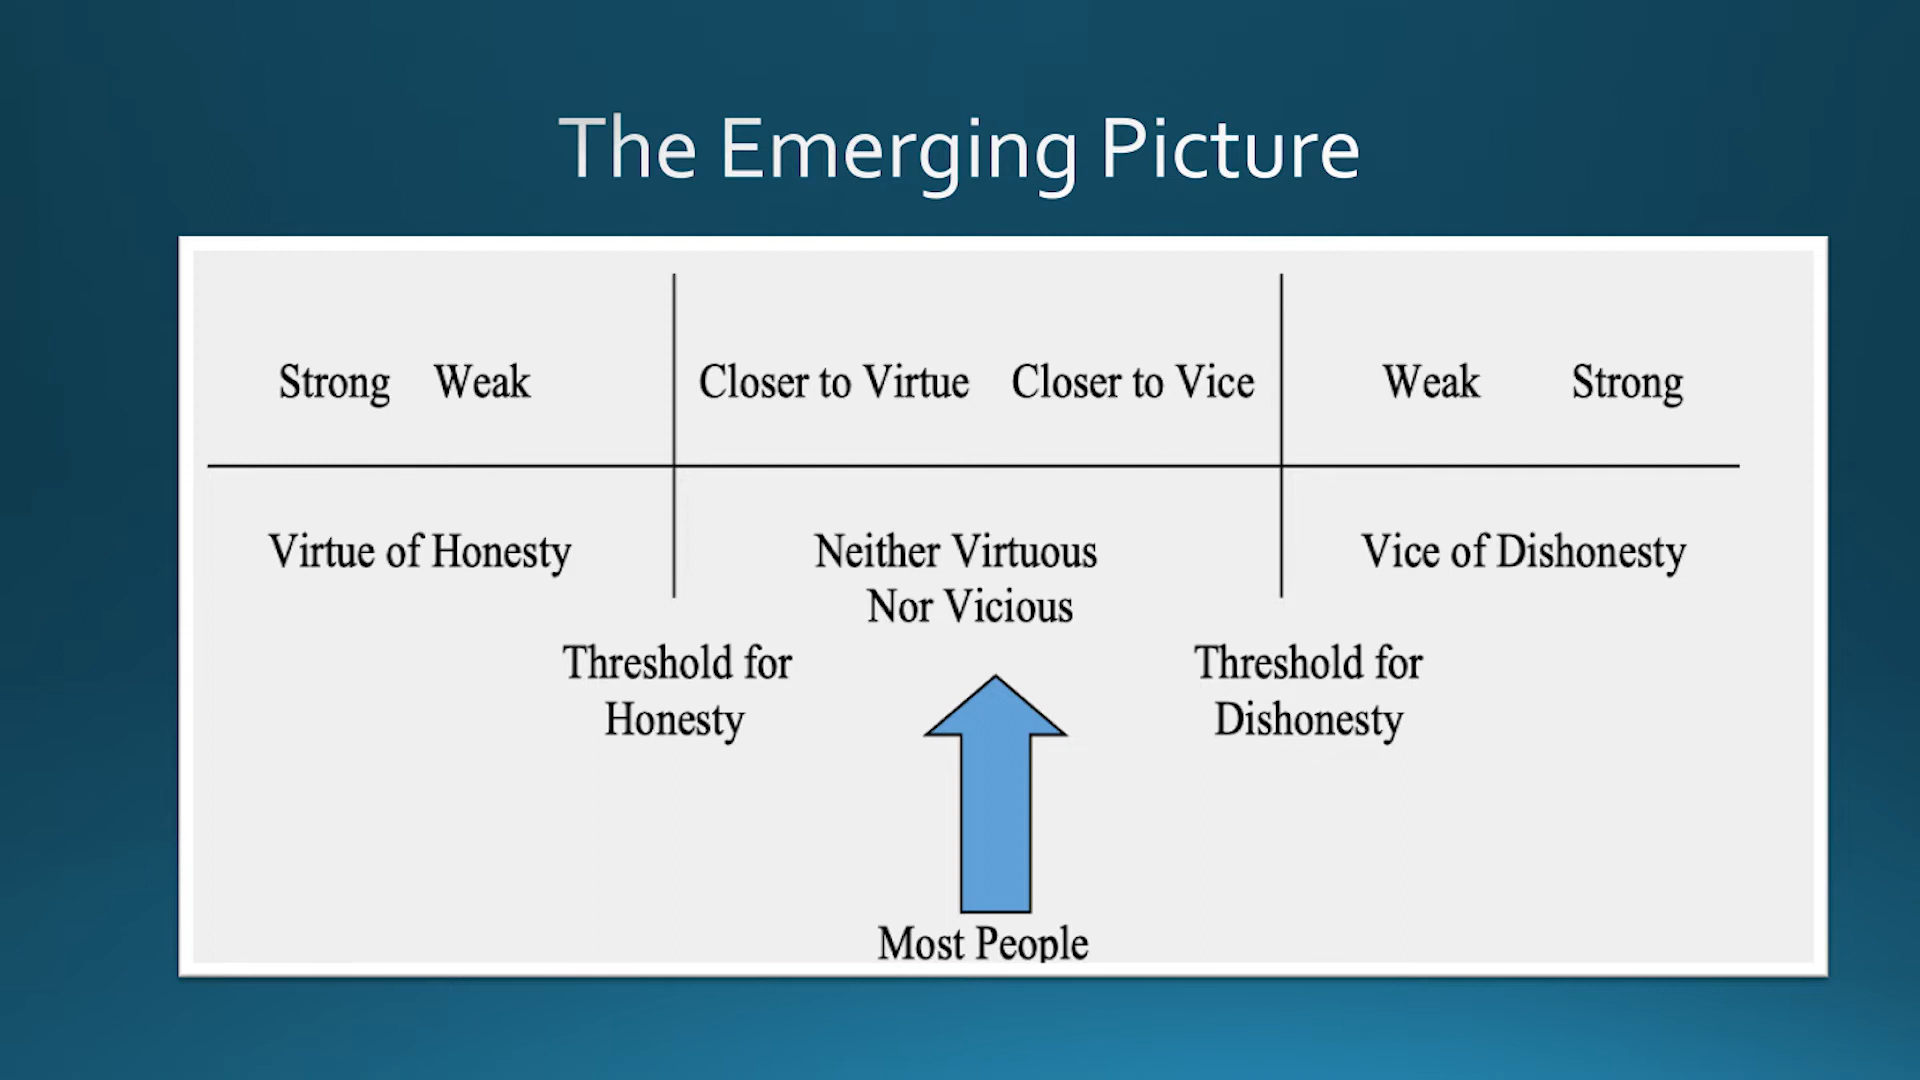 The Emerging Picture
Strong Weak Closer to Virtue Closer to Vice Weak Strong
Virtue of Honesty Neither Virtuous Vice of Dishonesty
Nor Vicious
Threshold for Threshold for
Honesty Dishonesty
Most People